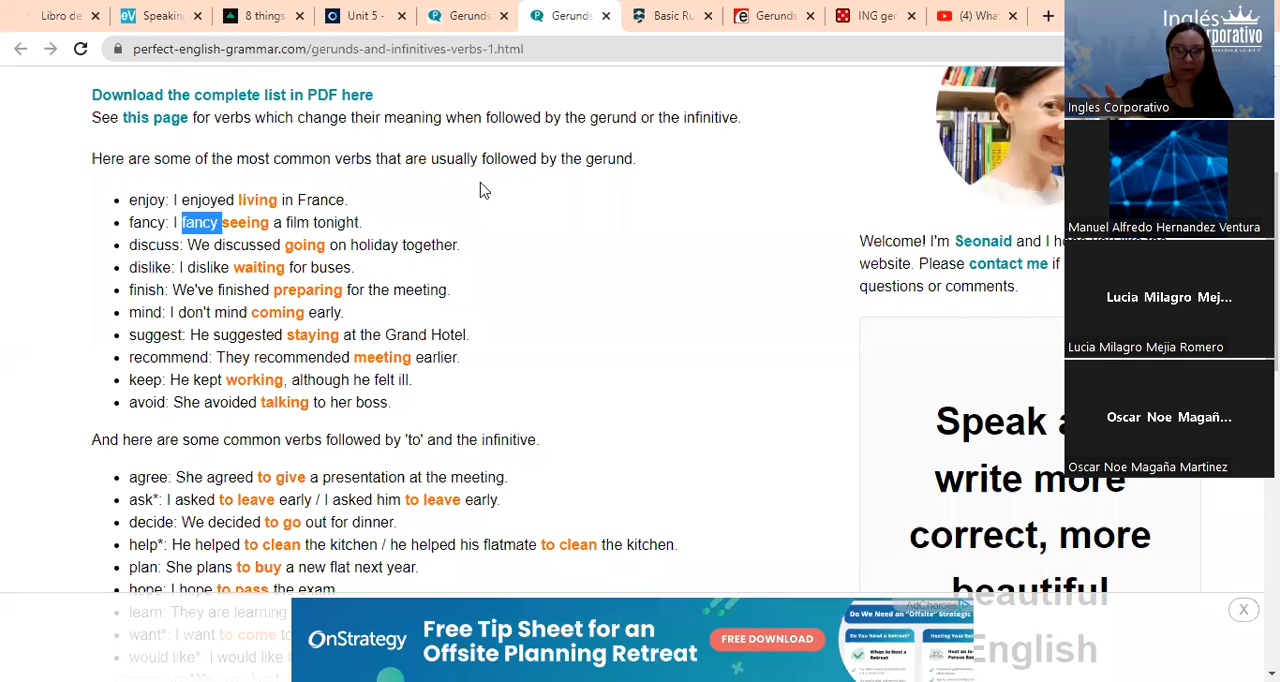 Libro de
Speaking
8 things
Unit 5 -
Gerunds
Gerunds
Basic Ru
Gerunds
ING ger
(4) Wha
perfect-english-grammar.com/gerunds-and-infinitives-verbs-1.html
Download the complete list in PDF here
See this page for verbs which change their meaning when followed by the gerund or the infinitive.
Here are some of the most common verbs that are usually followed by the gerund.
enjoy: I enjoyed living in France.
fancy: I fancy seeing a film tonight.
discuss: We discussed going on holiday together.
dislike: I dislike waiting for buses.
finish: We've finished preparing for the meeting.
mind: I don't mind coming early.
suggest: He suggested staying at the Grand Hotel.
recommend: They recommended meeting earlier.
keep: He kept working, although he felt ill.
avoid: She avoided talking to her boss.
And here are some common verbs followed by 'to' and the infinitive.
agree: She agreed to give a presentation at the meeting.
ask*: I asked to leave early / I asked him to leave early.
decide: We decided to go out for dinner.
help*: He helped to clean the kitchen / he helped his flatmate to clean the kitchen.
plan: She plans to buy a new flat next year.
hope: I hope to pass the exam.
learn: They are learning
want*: I want to come to
would like*: I would like t
Welcome! I'm Seonaid and I
website. Please contact me if
questions or comments.
Speak a
write more
correct, more
beautiful
English
OnStrategy
Free Tip Sheet for an
Offsite Planning Retreat
FREE DOWNLOAD
Do We Need an "Offsite" Strategic
AdChoices
X
Inglés
rporativo
Ingles Corporativo
Manuel Alfredo Hernandez Ventura
Lucia Milagro Mej...
Lucia Milagro Mejia Romero
Oscar Noe Magañ...
Oscar Noe Magaña Martinez